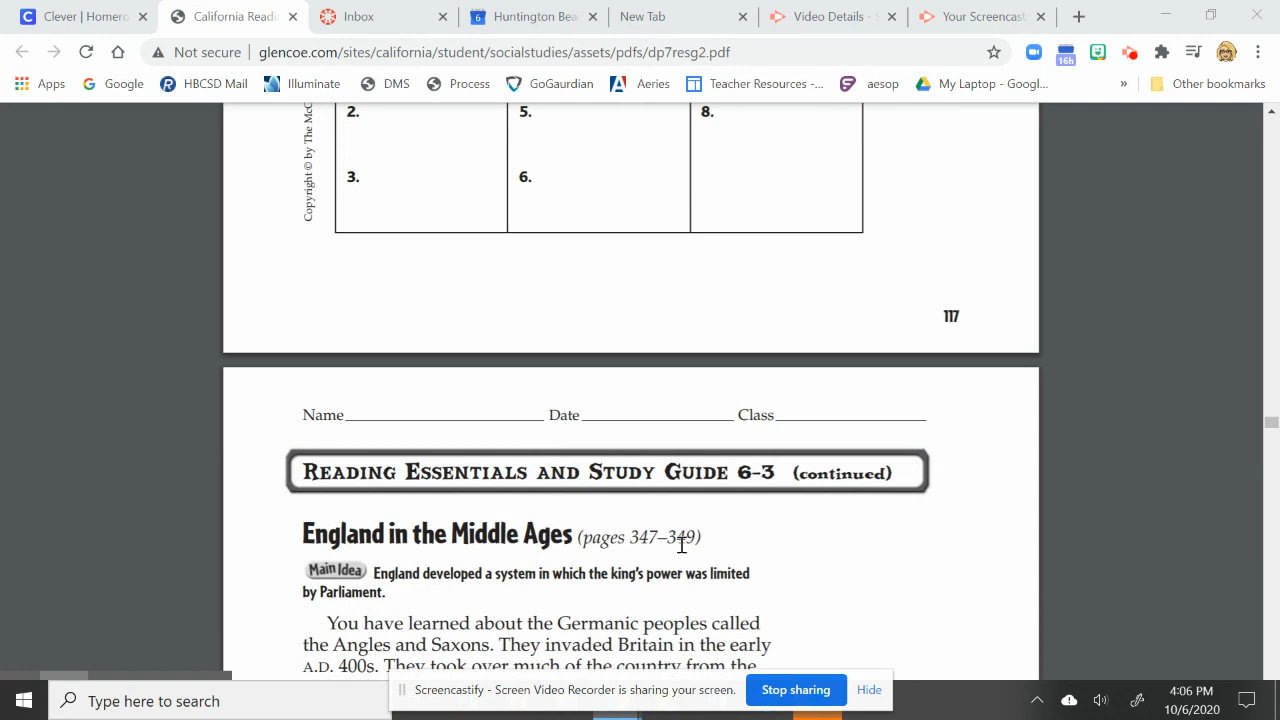 Clever | Homero
California Readi
Inbox
Huntington Bea
New Tab
Video Details - S
Your Screencast
Not secure
glencoe.com/sites/california/student/socialstudies/assets/pdfs/dp7resg2.pdf
16h
Apps
Google
HBCSD Mail
Illuminate
DMS
Process
GoGaurdian
Aeries
Teacher Resources -...
aesop
My Laptop - Googl...
»
Other bookmarks
2.
5.
8.
3.
6.
Copyright © by The McG
117
Name
Date
Class
READING ESSENTIALS AND STUDY GUIDE 6–3 (continued)
England in the Middle Ages (pages 347–349)
Main Idea England developed a system in which the king's power was limited
by Parliament.
You have learned about the Germanic peoples called
the Angles and Saxons. They invaded Britain in the early
A.D. 400s. They took over much of the country from the
Screencastify - Screen Video Recorder is sharing your screen.
Stop sharing
Hide
Type here to search
4:06 PM
10/6/2020